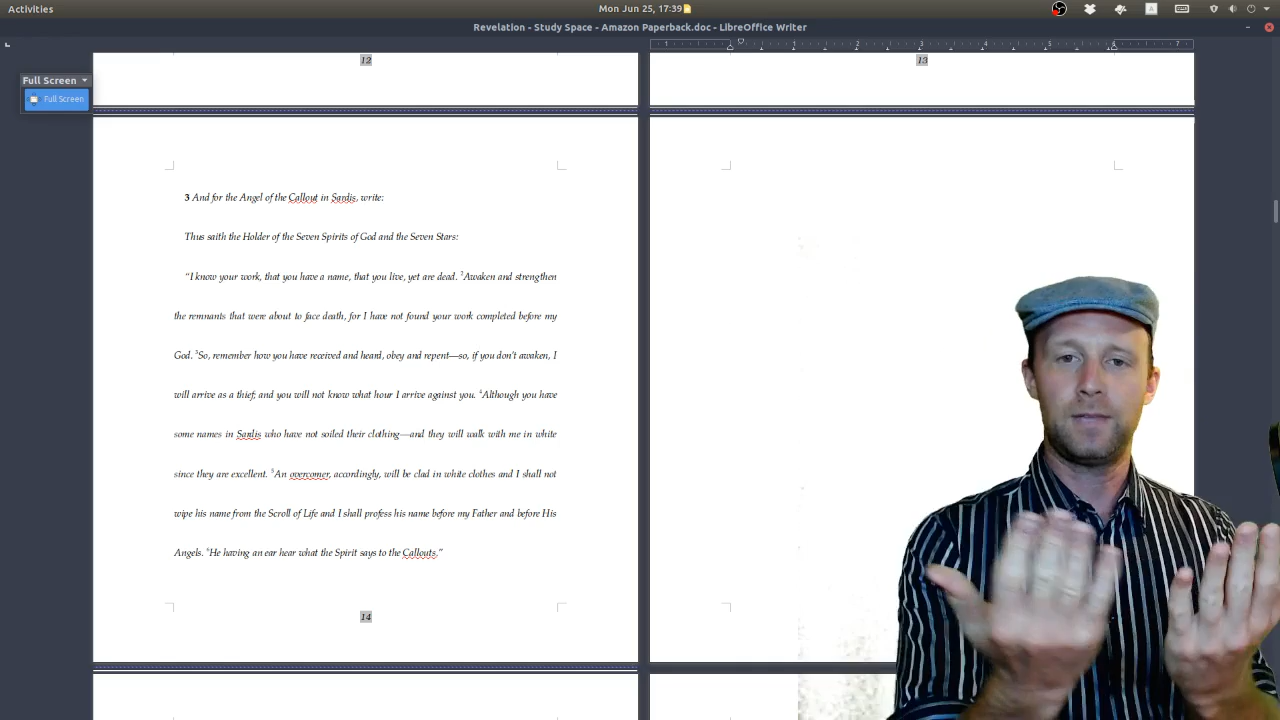 Activities
Mon Jun 25, 17:39
Revelation - Study Space - Amazon Paperback.doc - LibreOffice Writer
1 1 2 3 4 5 6 7
12
13
Full Screen
Full Screen
3 And for the Angel of the Callout in Sardis, write:
Thus saith the Holder of the Seven Spirits of God and the Seven Stars:
“I know your work, that you have a name, that you live, yet are dead. 2Awaken and strengthen
the remnants that were about to face death, for I have not found your work completed before my
God. 3So, remember how you have received and heard, obey and repent—so, if you don’t awaken, I
will arrive as a thief; and you will not know what hour I arrive against you. 4Although you have
some names in Sardis who have not soiled their clothing—and they will walk with me in white
since they are excellent. 5An overcomer, accordingly, will be clad in white clothes and I shall not
wipe his name from the Scroll of Life and I shall profess his name before my Father and before His
Angels. 6He having an ear hear what the Spirit says to the Callouts.”
14